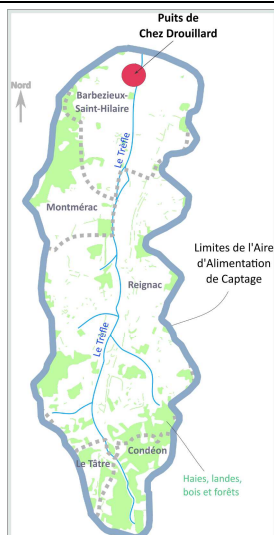 Puits de
Chez Drouillard
Nord
Barbezieux-
Saint-Hilaire
Le Trèfle
Montmérac
Limites de l'Aire
d'Alimentation
de Captage
Reignac
Le Trèfle
Condéon
Le Tâtre
Haies, landes,
bois et forêts